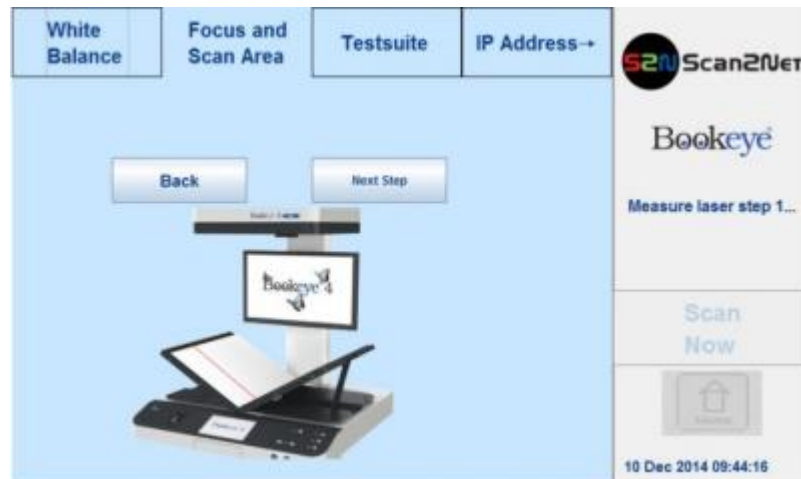 White
Balance
Focus and
Scan Area
Testsuite
IP Address→
S2N Scan2Net
Bookeye
Back
Next Step
Measure laser step 1...
Bookeye 4
Scan
Now
10 Dec 2014 09:44:16